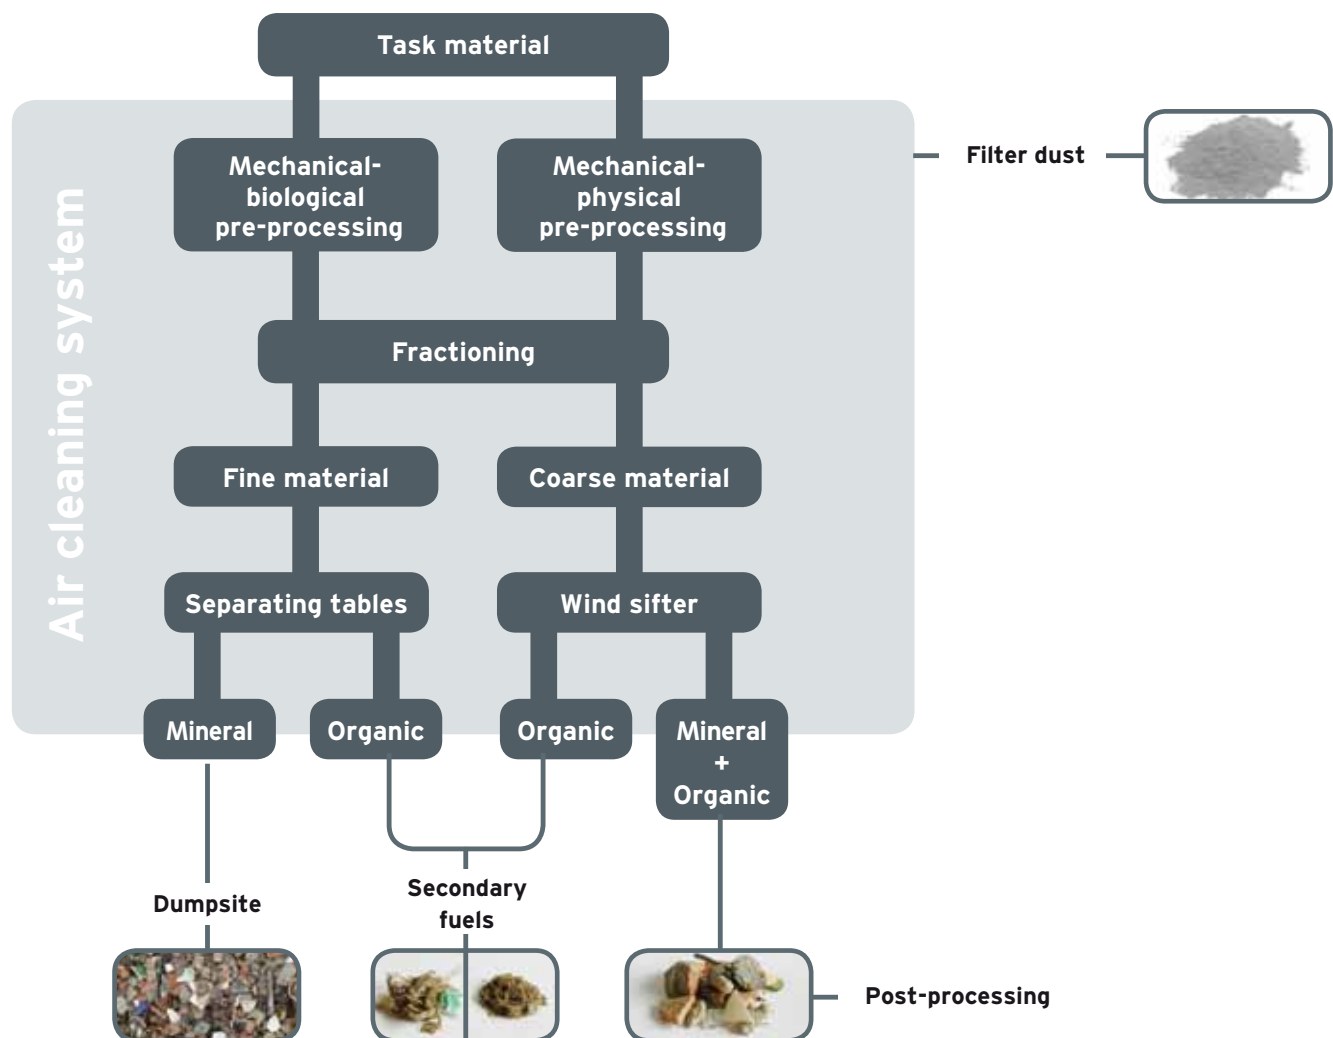 Task material
Mechanical-
biological
pre-processing
Mechanical-
physical
pre-processing
Filter dust
Air cleaning system
Fractioning
Fine material
Coarse material
Separating tables
Wind sifter
Mineral
Organic
Organic
Mineral
+
Organic
Dumpsite
Secondary
fuels
Post-processing